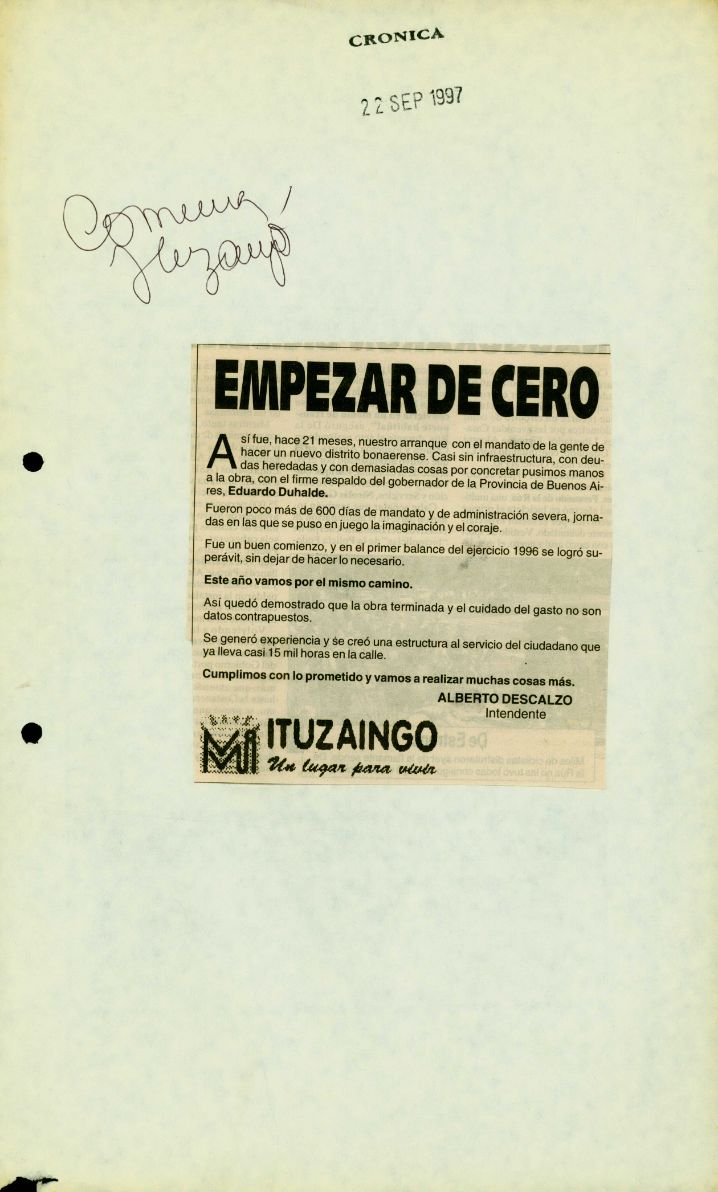 CRONICA
22 SEP 1997
EMPEZAR DE CERO
Así fue, hace 21 meses, nuestro arranque con el mandato de la gente de
hacer un nuevo distrito bonaerense. Casi sin infraestructura, con deu-
das heredadas y con demasiadas cosas por concretar pusimos manos
a la obra, con el firme respaldo del gobernador de la Provincia de Buenos Ai-
res, Eduardo Duhalde.
Fueron poco más de 600 días de mandato y de administración severa, jorna-
das en las que se puso en juego la imaginación y el coraje.
Fue un buen comienzo, y en el primer balance del ejercicio 1996 se logró su-
perávit, sin dejar de hacer lo necesario.
Este año vamos por el mismo camino.
Así quedó demostrado que la obra terminada y el cuidado del gasto no son
datos contrapuestos.
Se generó experiencia y se creó una estructura al servicio del ciudadano que
ya lleva casi 15 mil horas en la calle.
Cumplimos con lo prometido y vamos a realizar muchas cosas más.
ALBERTO DESCALZO
Intendente
MI ITUZAINGO
Un lugar para vivir